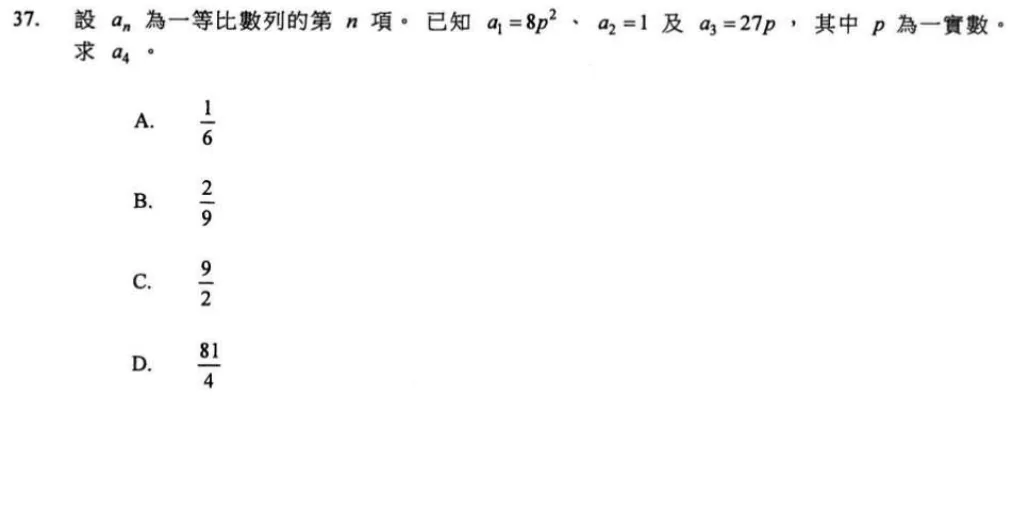 37. 設 aₙ 為一等比數列的第 n 項。已知 a₁ = 8p² 、 a₂ = 1 及 a₃ = 27p ， 其中 p 為一實數。
求 a₄ 。
A. 1/6
B. 2/9
C. 9/2
D. 81/4